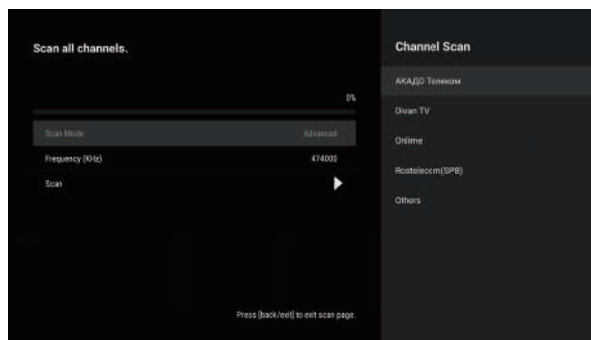 Scan all channels.
0%
Scan Mode Advanced
Frequency (KHz) 474000
Scan
Press [back/exit] to exit scan page.
Channel Scan
АКАДО Телеком
Divan TV
Onlime
Rostelecom(SPB)
Others